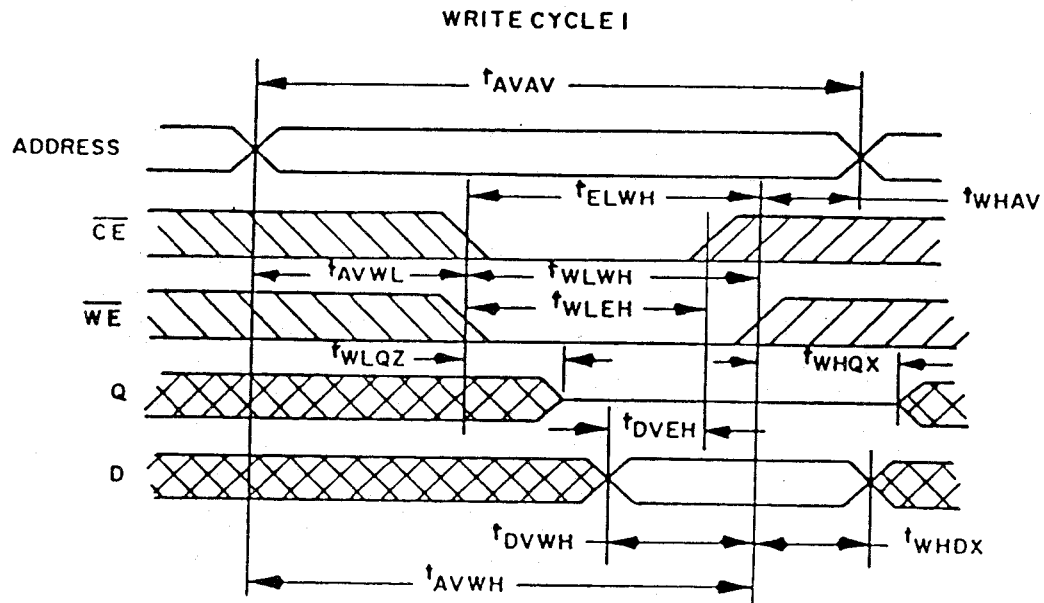 WRITE CYCLE I
tAVAV
ADDRESS
tELWH
tWHAV
CE
tAVWL
tWLWH
tWLEH
WE
tWLQZ
tWHQX
Q
tDVEH
D
tDVWH
tWHDX
tAVWH